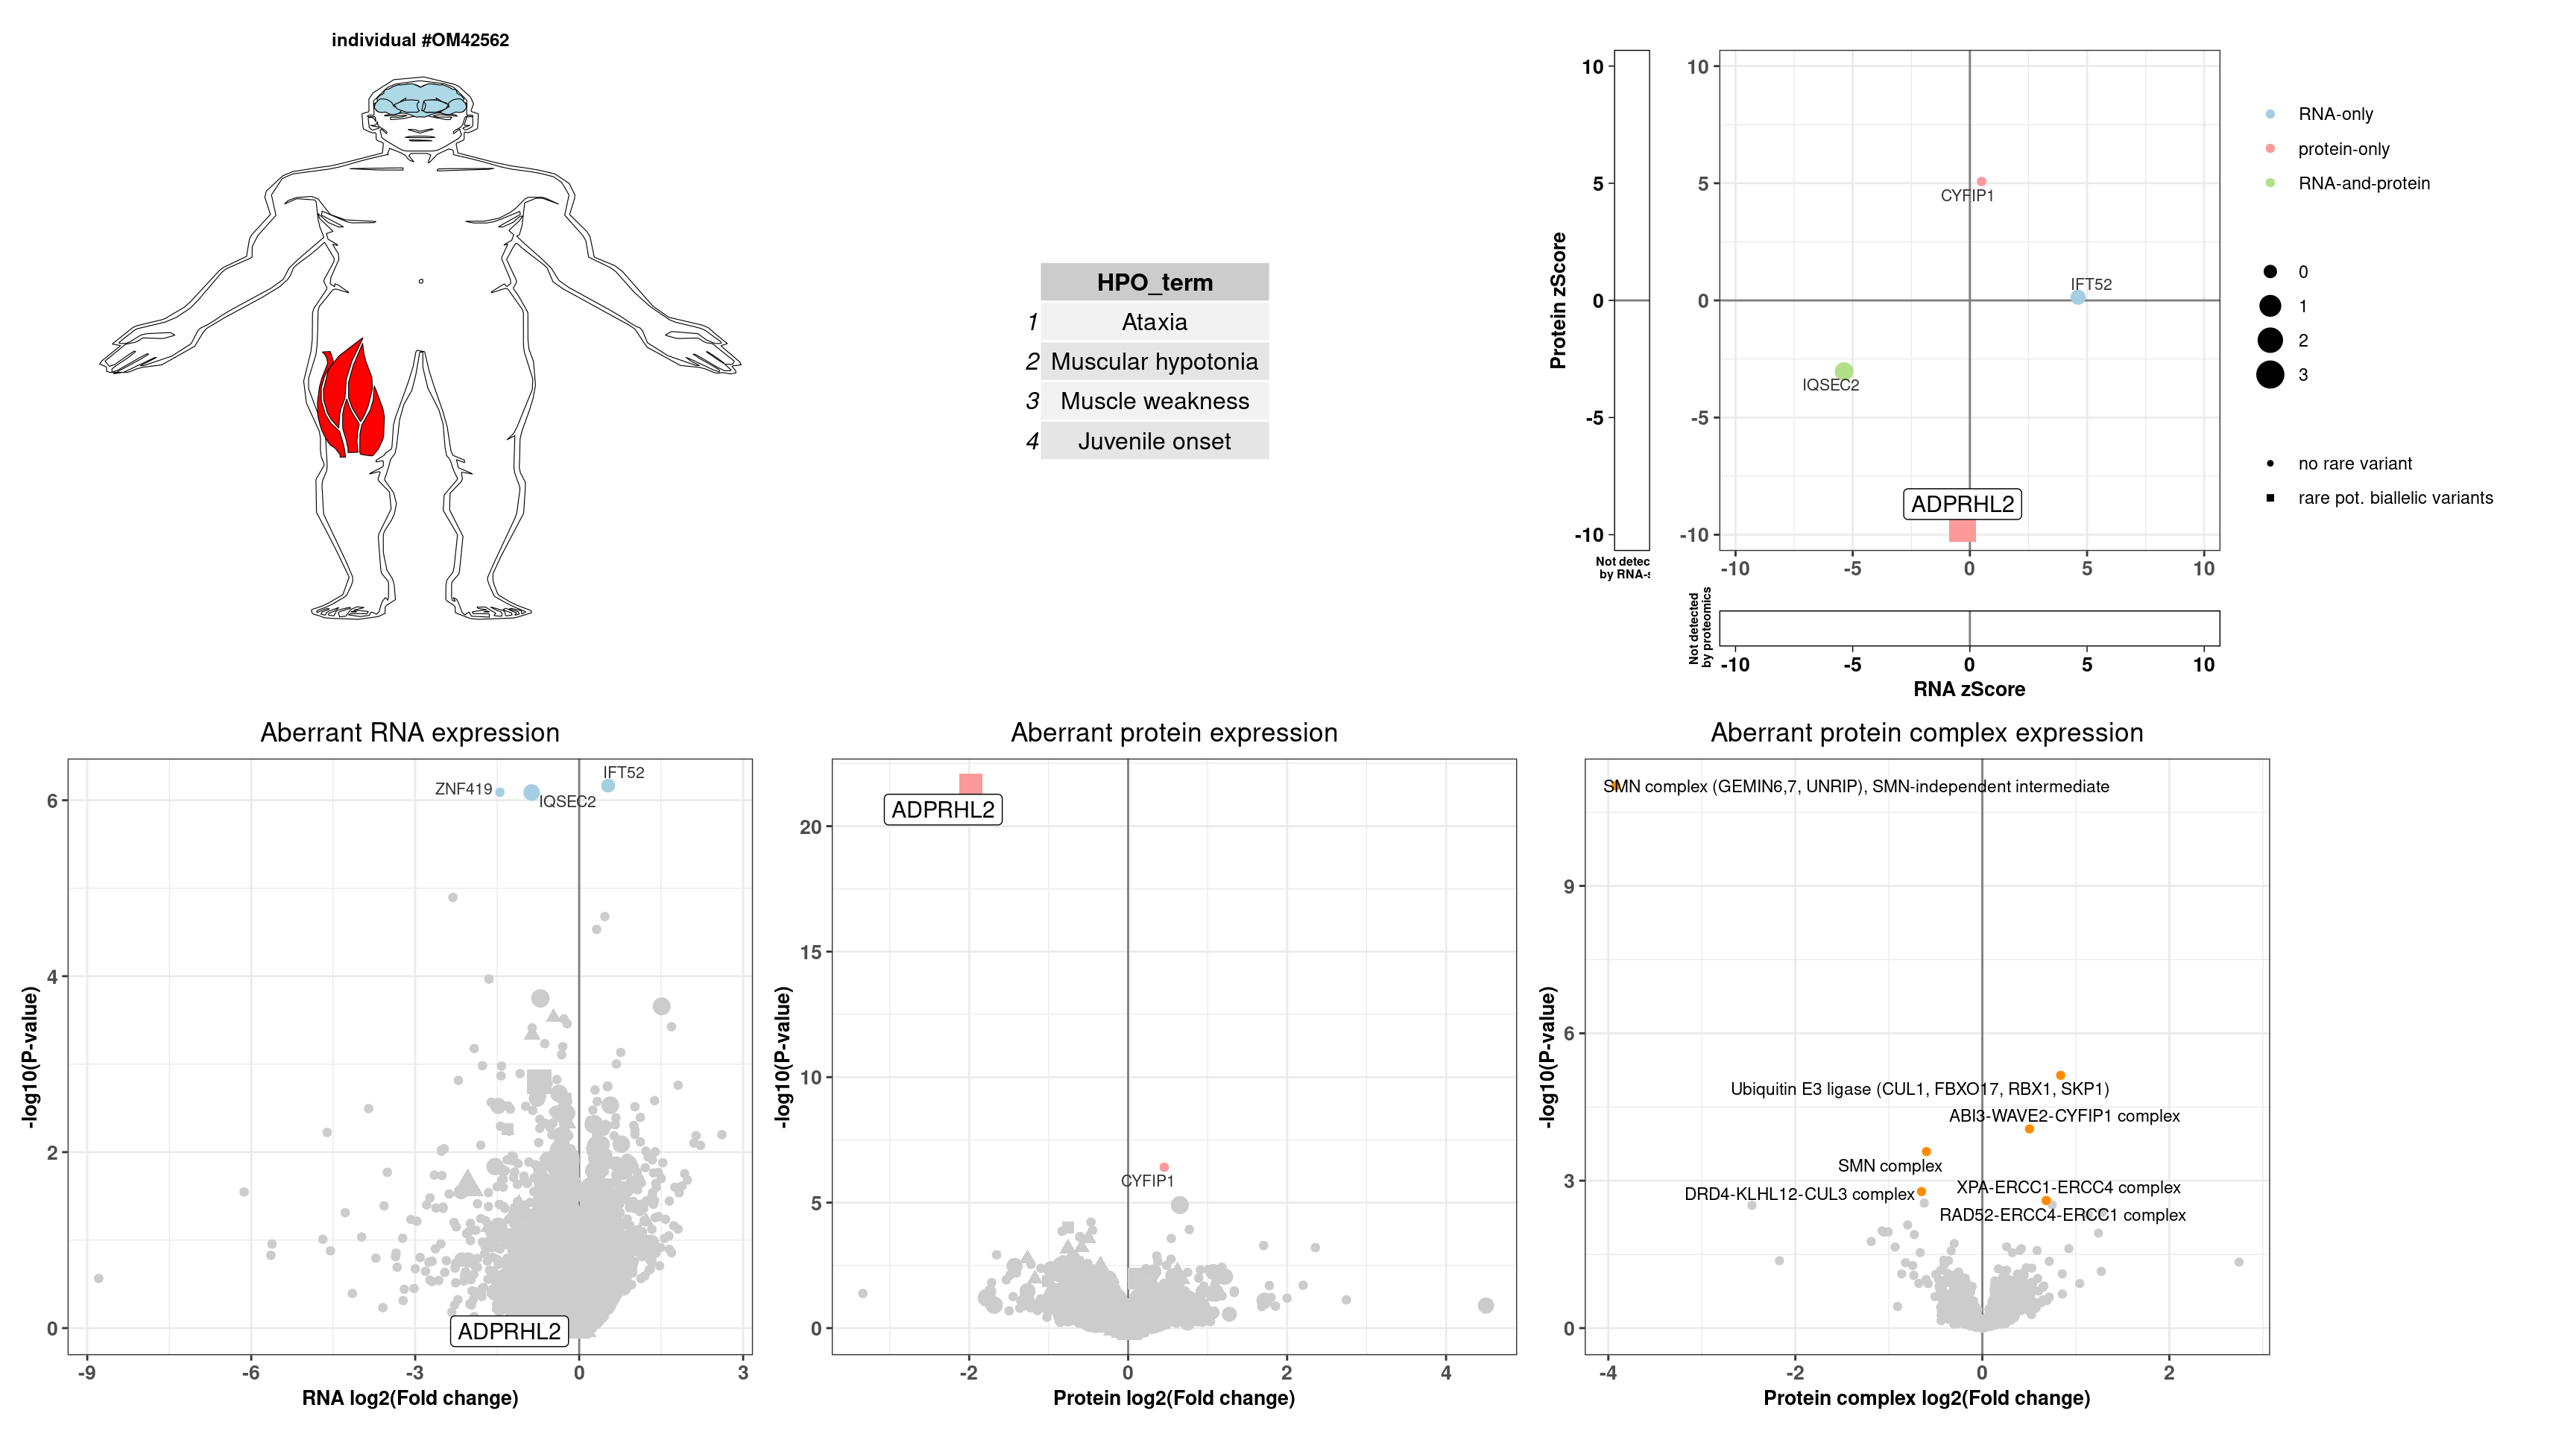 individual #OM42562
HPO_term
1 Ataxia
2 Muscular hypotonia
3 Muscle weakness
4 Juvenile onset
Protein zScore
10
5
0
-5
-10
Not detec
by RNA-s
10
5
0
-5
-10
CYFIP1
IFT52
IQSEC2
ADPRHL2
-10 -5 0 5 10
Not detected
by proteomics
-10 -5 0 5 10
RNA zScore
RNA-only
protein-only
RNA-and-protein
0
1
2
3
no rare variant
rare pot. biallelic variants
Aberrant RNA expression
-log10(P-value)
6
4
2
0
IFT52
ZNF419
IQSEC2
ADPRHL2
-9 -6 -3 0 3
RNA log2(Fold change)
Aberrant protein expression
-log10(P-value)
20
15
10
5
0
ADPRHL2
CYFIP1
-2 0 2 4
Protein log2(Fold change)
Aberrant protein complex expression
-log10(P-value)
9
6
3
0
SMN complex (GEMIN6,7, UNRIP), SMN-independent intermediate
Ubiquitin E3 ligase (CUL1, FBXO17, RBX1, SKP1)
ABI3-WAVE2-CYFIP1 complex
SMN complex
XPA-ERCC1-ERCC4 complex
DRD4-KLHL12-CUL3 complex
RAD52-ERCC4-ERCC1 complex
-4 -2 0 2
Protein complex log2(Fold change)